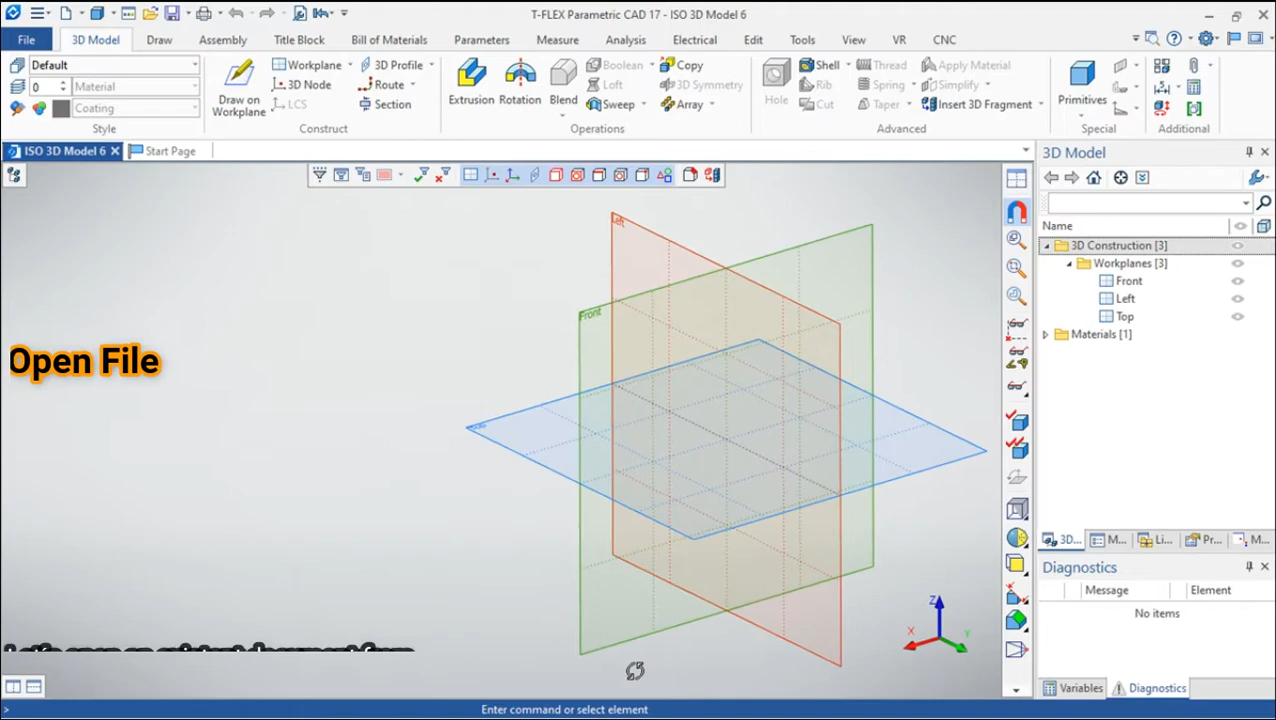 T-FLEX Parametric CAD 17 - ISO 3D Model 6
File
3D Model
Draw
Assembly
Title Block
Bill of Materials
Parameters
Measure
Analysis
Electrical
Edit
Tools
View
VR
CNC
Default
0
Material
Coating
Style
Draw on
Workplane
Workplane
3D Node
LCS
3D Profile
Route
Section
Construct
Extrusion
Rotation
Blend
Boolean
Loft
Sweep
Copy
3D Symmetry
Array
Operations
Hole
Shell
Rib
Cut
Thread
Spring
Taper
Apply Material
Simplify
Insert 3D Fragment
Advanced
Primitives
Special
Additional
ISO 3D Model 6
Start Page
3D Model
Name
3D Construction [3]
Workplanes [3]
Front
Left
Top
Materials [1]
Left
Front
Open File
Z
X
Y
3D...
M...
Li...
Pr...
M...
Diagnostics
Message
Element
No items
Variables
Diagnostics
>
Enter command or select element